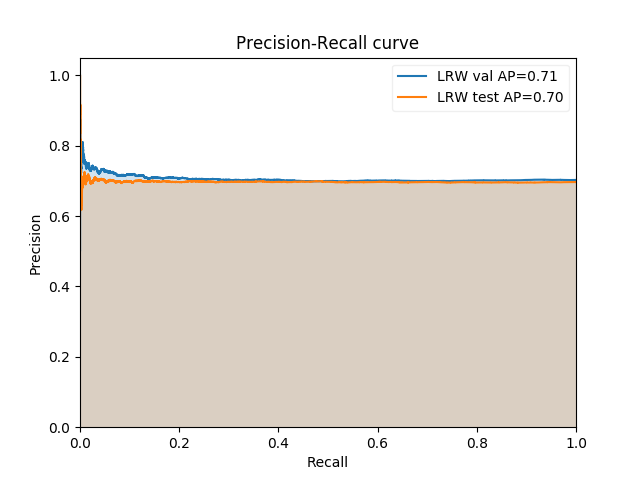 Precision-Recall curve
LRW val AP=0.71
LRW test AP=0.70
1.0
0.8
0.6
0.4
0.2
0.0
Precision
0.0 0.2 0.4 0.6 0.8 1.0
Recall